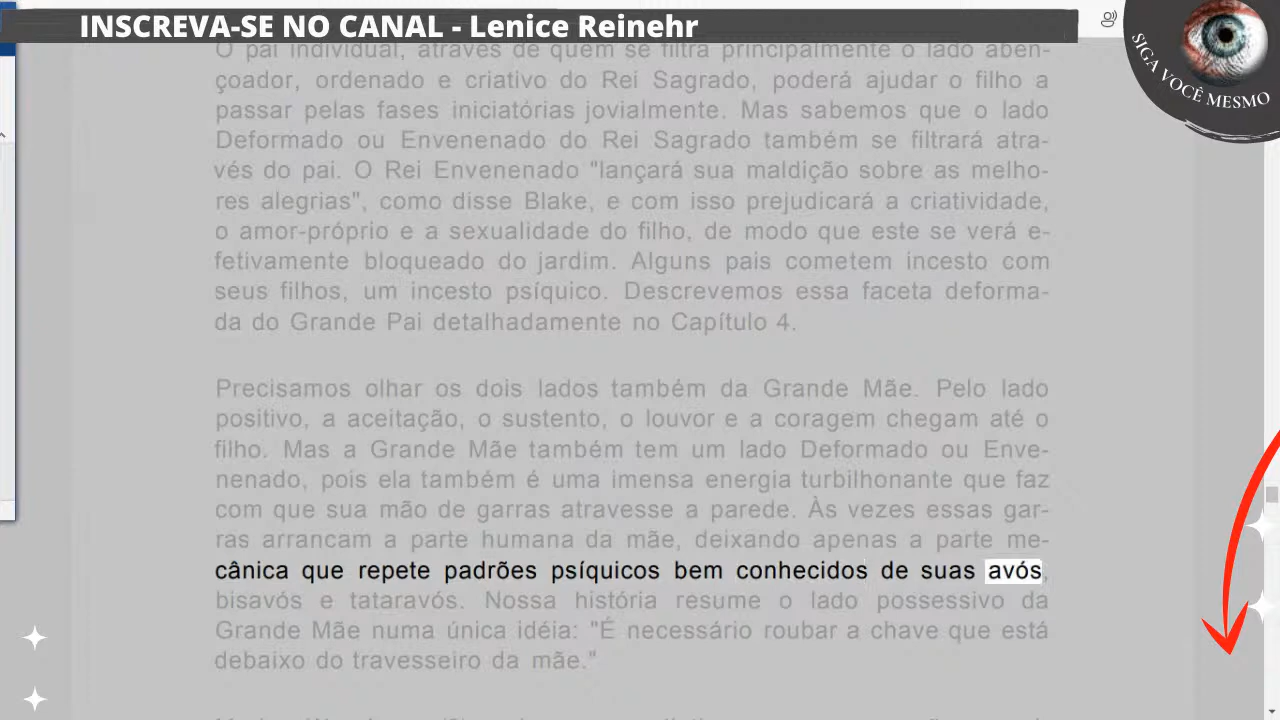 INSCREVA-SE NO CANAL - Lenice Reinehr
SIGA VOCÊ MESMO
O pai individual, através de quem se filtra principalmente o lado aben-
çoador, ordenado e criativo do Rei Sagrado, poderá ajudar o filho a
passar pelas fases iniciatórias jovialmente. Mas sabemos que o lado
Deformado ou Envenenado do Rei Sagrado também se filtrará atra-
vés do pai. O Rei Envenenado "lançará sua maldição sobre as melho-
res alegrias", como disse Blake, e com isso prejudicará a criatividade,
o amor-próprio e a sexualidade do filho, de modo que este se verá e-
fetivamente bloqueado do jardim. Alguns pais cometem incesto com
seus filhos, um incesto psíquico. Descrevemos essa faceta deforma-
da do Grande Pai detalhadamente no Capítulo 4.
Precisamos olhar os dois lados também da Grande Mãe. Pelo lado
positivo, a aceitação, o sustento, o louvor e a coragem chegam até o
filho. Mas a Grande Mãe também tem um lado Deformado ou Enve-
nenado, pois ela também é uma imensa energia turbilhonante que faz
com que sua mão de garras atravesse a parede. Às vezes essas gar-
ras arrancam a parte humana da mãe, deixando apenas a parte me-
cânica que repete padrões psíquicos bem conhecidos de suas avós,
bisavós e tataravós. Nossa história resume o lado possessivo da
Grande Mãe numa única idéia: "É necessário roubar a chave que está
debaixo do travesseiro da mãe."